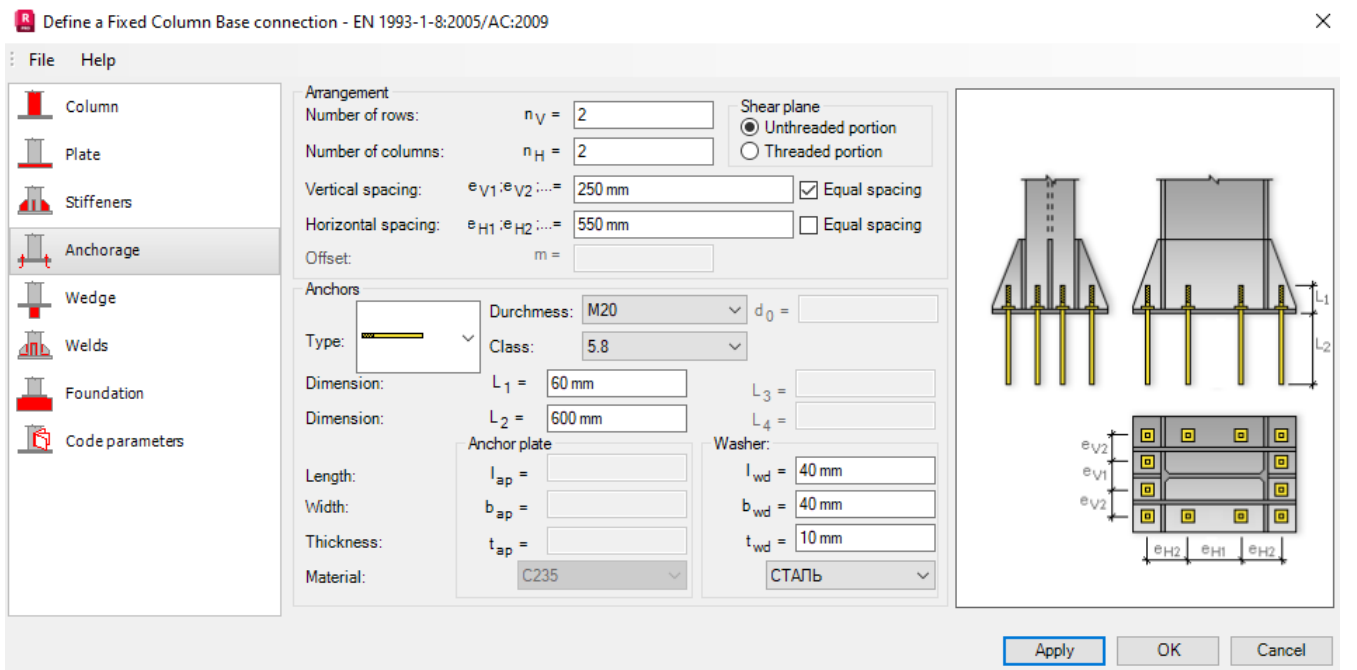 Define a Fixed Column Base connection - EN 1993-1-8:2005/AC:2009
File Help
Column
Plate
Stiffeners
Anchorage
Wedge
Welds
Foundation
Code parameters
Arrangement
Number of rows: nV = 2
Number of columns: nH = 2
Shear plane
Unthreaded portion
Threaded portion
Vertical spacing: eV1 ;eV2 ;...= 250 mm Equal spacing
Horizontal spacing: eH1 ;eH2 ;...= 550 mm Equal spacing
Offset: m =
Anchors
Type:
Durchmess: M20 d0 =
Class: 5.8
Dimension: L1 = 60 mm L3 =
Dimension: L2 = 600 mm L4 =
Anchor plate
Length: lap =
Width: bap =
Thickness: tap =
Material: C235
Washer:
lwd = 40 mm
bwd = 40 mm
twd = 10 mm
СТАЛЬ
L1
L2
eV2
eV1
eV2
eH2 eH1 eH2
Apply OK Cancel